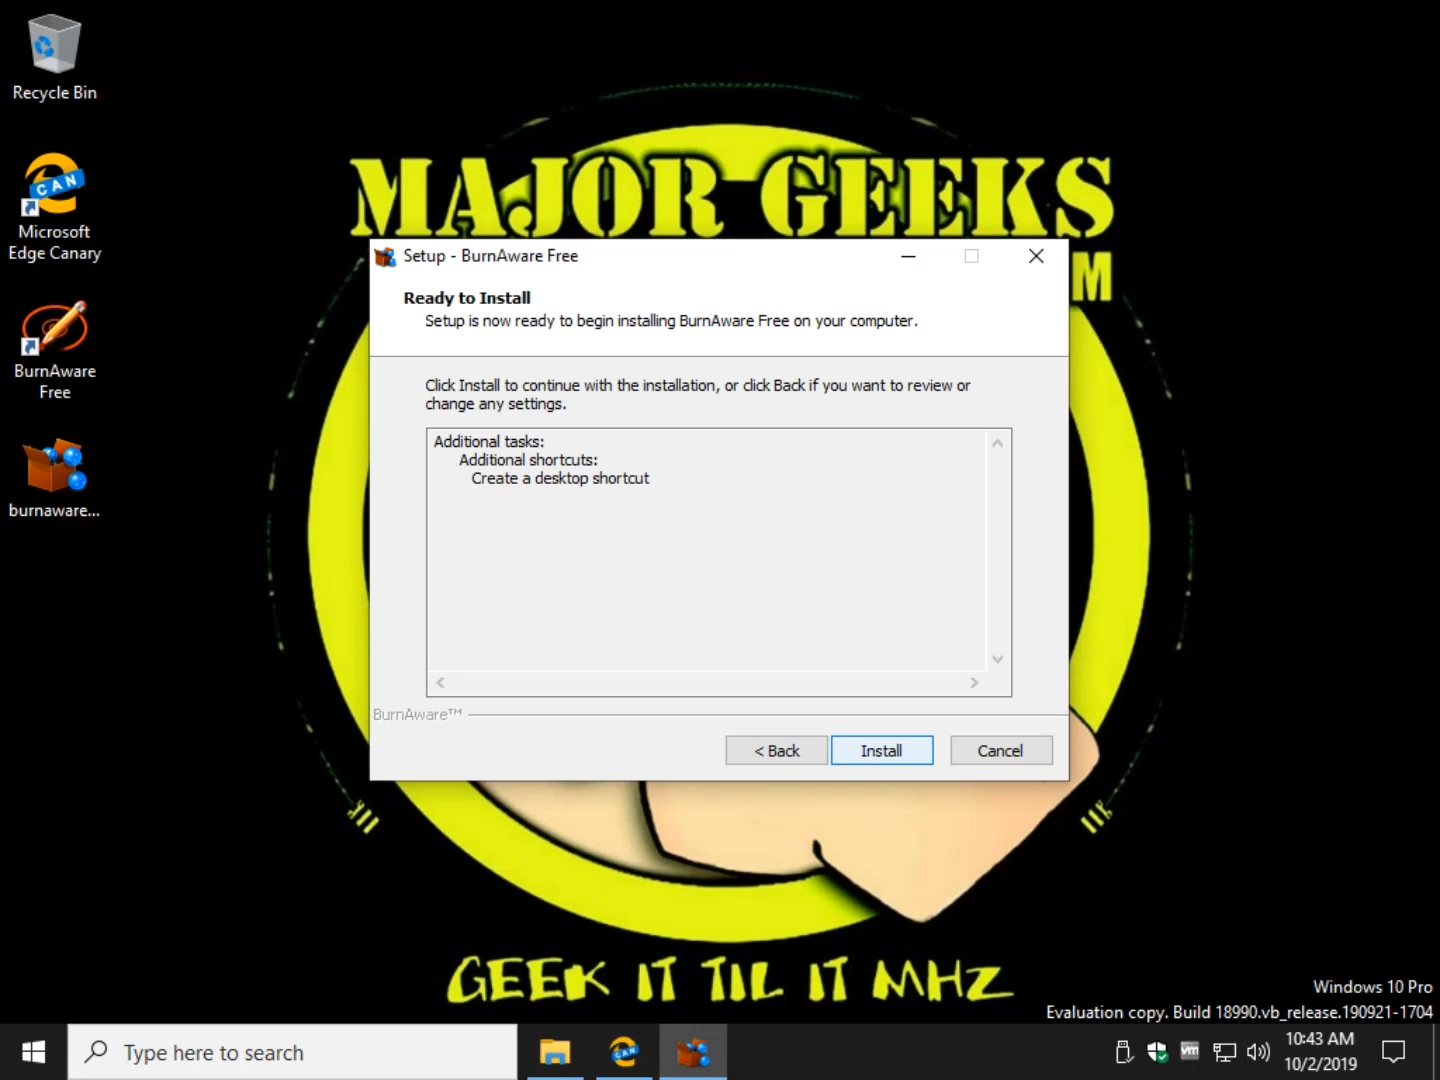 Recycle Bin
CAN
Microsoft
Edge Canary
BurnAware
Free
burnaware...
MAJOR GEEKS
M
Setup - BurnAware Free
Ready to Install
Setup is now ready to begin installing BurnAware Free on your computer.
Click Install to continue with the installation, or click Back if you want to review or
change any settings.
Additional tasks:
Additional shortcuts:
Create a desktop shortcut
BurnAware™
< Back
Install
Cancel
GEEK IT TIL IT MHZ
Windows 10 Pro
Evaluation copy. Build 18990.vb_release.190921-1704
Type here to search
CAN
vm
10:43 AM
10/2/2019